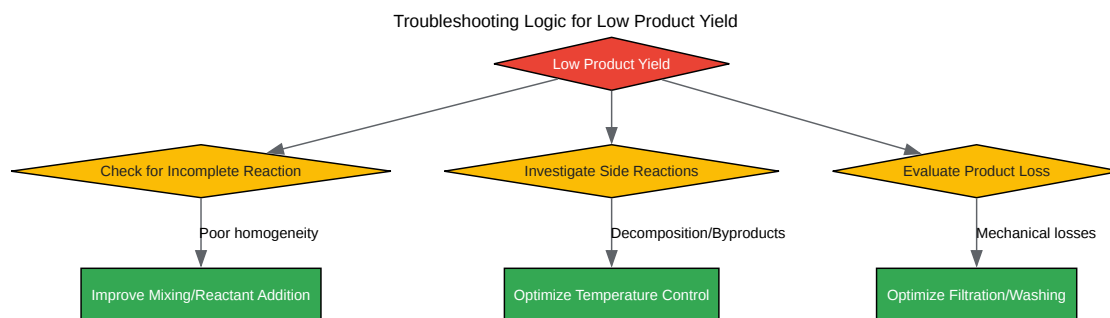 Troubleshooting Logic for Low Product Yield
Low Product Yield
Check for Incomplete Reaction
Investigate Side Reactions
Evaluate Product Loss
Poor homogeneity
Decomposition/Byproducts
Mechanical losses
Improve Mixing/Reactant Addition
Optimize Temperature Control
Optimize Filtration/Washing